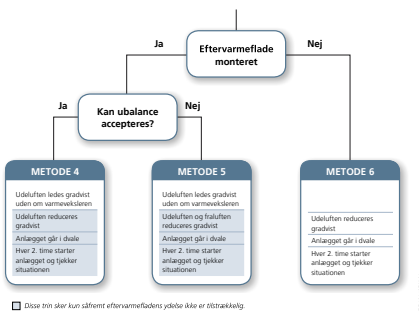 Ja
Eftervarmeflade
monteret
Nej
Ja
Kan ubalance
accepteres?
Nej
METODE 4
Udeluften ledes gradvist
uden om varmeveksleren
Udeluften reduceres
gradvist
Anlægget går i dvale
Hver 2. time starter
anlægget og tjekker
situationen
METODE 5
Udeluften ledes gradvist
uden om varmeveksleren
Udeluften og fraluften
reduceres gradvist
Anlægget går i dvale
Hver 2. time starter
anlægget og tjekker
situationen
METODE 6
Udeluften reduceres
gradvist
Anlægget går i dvale
Hver 2. time starter
anlægget og tjekker
situationen
Disse trin sker kun såfremt eftervarmefladens ydelse ikke er tilstrækkelig.